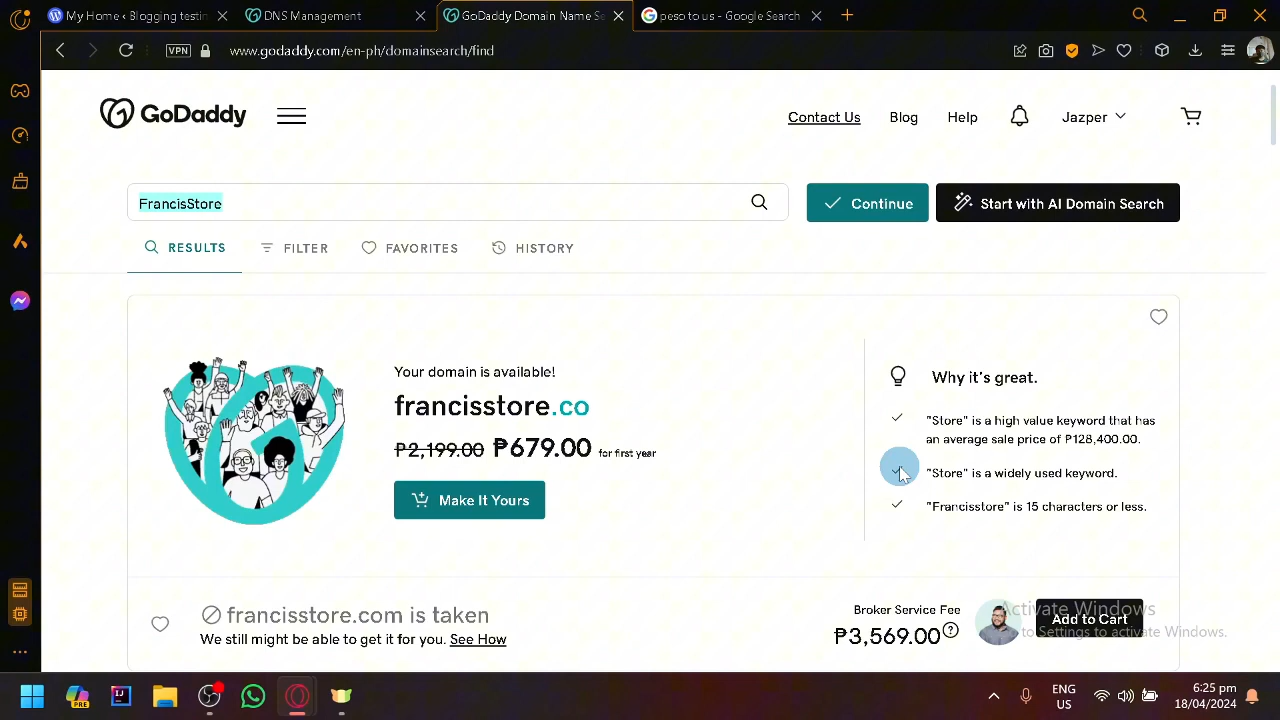 My Home ‹ Blogging testin
DNS Management
GoDaddy Domain Name Se
peso to us - Google Search
VPN
www.godaddy.com/en-ph/domainsearch/find
GoDaddy
Contact Us
Blog
Help
Jazper
FrancisStore
Continue
Start with AI Domain Search
RESULTS
FILTER
FAVORITES
HISTORY
Your domain is available!
francisstore.co
₱2,199.00 ₱679.00 for first year
Make It Yours
Why it's great.
"Store" is a high value keyword that has
an average sale price of ₱128,400.00.
"Store" is a widely used keyword.
"Francisstore" is 15 characters or less.
francisstore.com is taken
We still might be able to get it for you. See How
Broker Service Fee
₱3,569.00
Add to Cart
Activate Windows
to Settings to activate Windows.
PRE
ENG
US
6:25 pm
18/04/2024